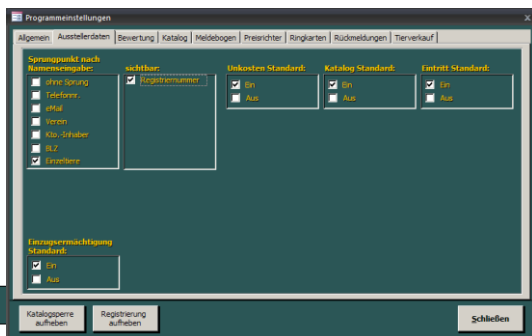 Programmeinstellungen
x
Allgemein Ausstellerdaten Bewertung Katalog Meldebogen Preisrichter Ringkarten Rückmeldungen Tierverkauf
Sprungpunkt nach
Namenseingabe:
ohne Sprung
Telefonnr.
eMail
Verein
Kto.-Inhaber
BLZ
Einzeltiere
sichtbar:
Registriernummer
Unkosten Standard:
Ein
Aus
Katalog Standard:
Ein
Aus
Eintritt Standard:
Ein
Aus
Einzugsermächtigung
Standard:
Ein
Aus
Katalogsperre
aufheben
Registrierung
aufheben
Schließen